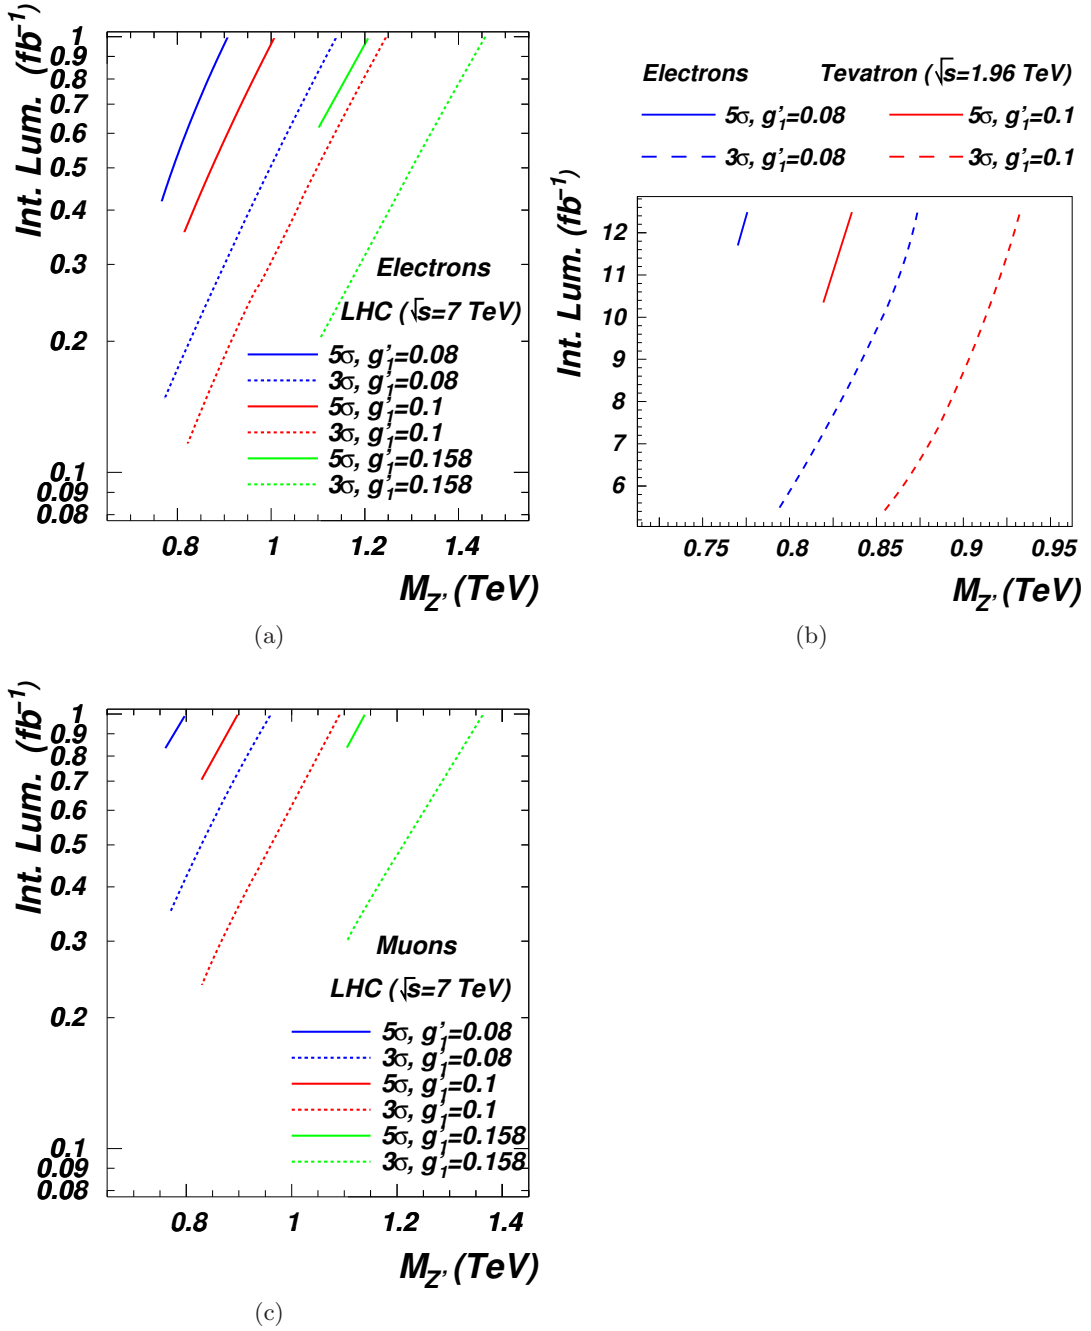 Int. Lum. (fb⁻¹)
1
0.9
0.8
0.7
0.6
0.5
0.4
0.3
0.2
0.1
0.09
0.08
Electrons
LHC (√s=7 TeV)
5σ, g'₁=0.08
3σ, g'₁=0.08
5σ, g'₁=0.1
3σ, g'₁=0.1
5σ, g'₁=0.158
3σ, g'₁=0.158
0.8 1 1.2 1.4
M_Z' (TeV)
(a)
Electrons Tevatron (√s=1.96 TeV)
5σ, g'₁=0.08 5σ, g'₁=0.1
3σ, g'₁=0.08 3σ, g'₁=0.1
Int. Lum. (fb⁻¹)
12
11
10
9
8
7
6
0.75 0.8 0.85 0.9 0.95
M_Z' (TeV)
(b)
Int. Lum. (fb⁻¹)
1
0.9
0.8
0.7
0.6
0.5
0.4
0.3
0.2
0.1
0.09
0.08
Muons
LHC (√s=7 TeV)
5σ, g'₁=0.08
3σ, g'₁=0.08
5σ, g'₁=0.1
3σ, g'₁=0.1
5σ, g'₁=0.158
3σ, g'₁=0.158
0.8 1 1.2 1.4
M_Z' (TeV)
(c)